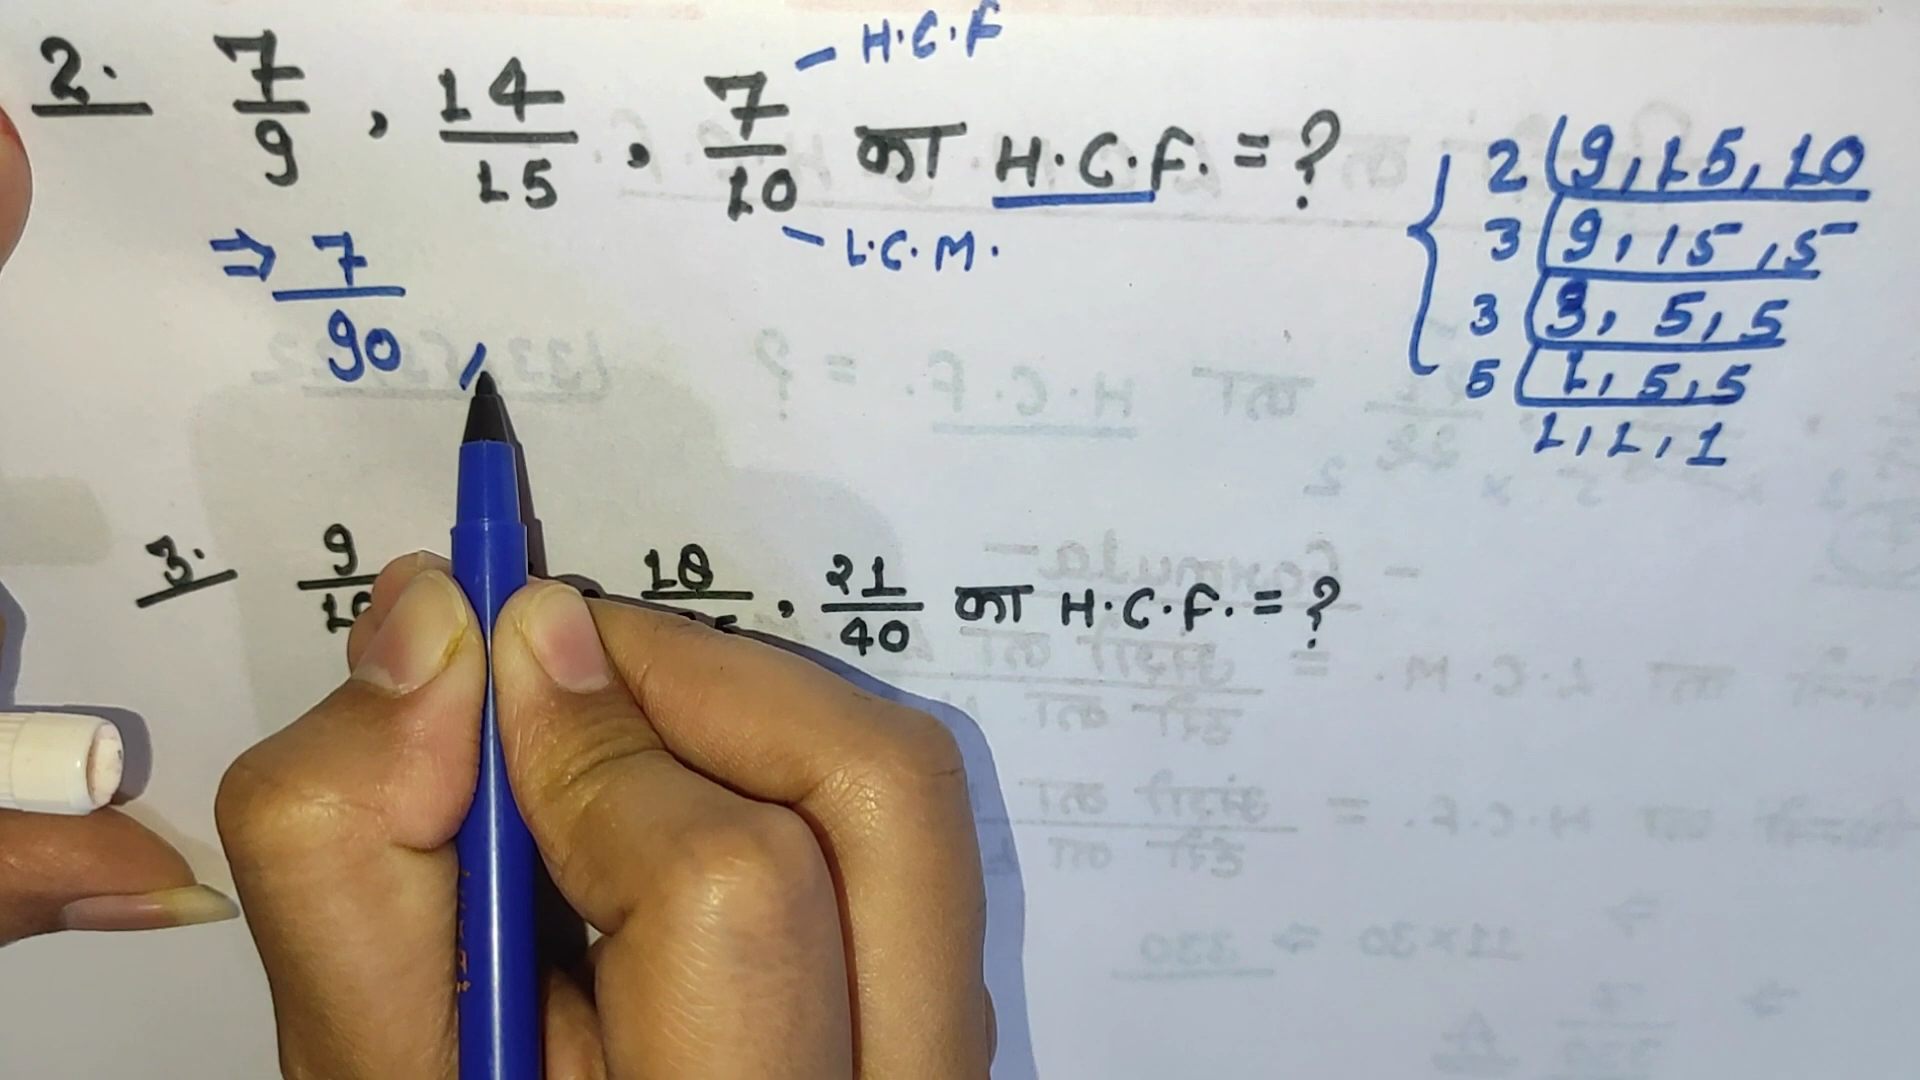 2. 7/9, 14/15, 7/10 का H.C.F. = ?
H.C.F
L.C.M.
⇒ 7/90
2 9, 15, 10
3 9, 15, 5
3 3, 5, 5
5 1, 5, 5
1, 1, 1
3. 9 18 , 21/40 का H.C.F. = ?